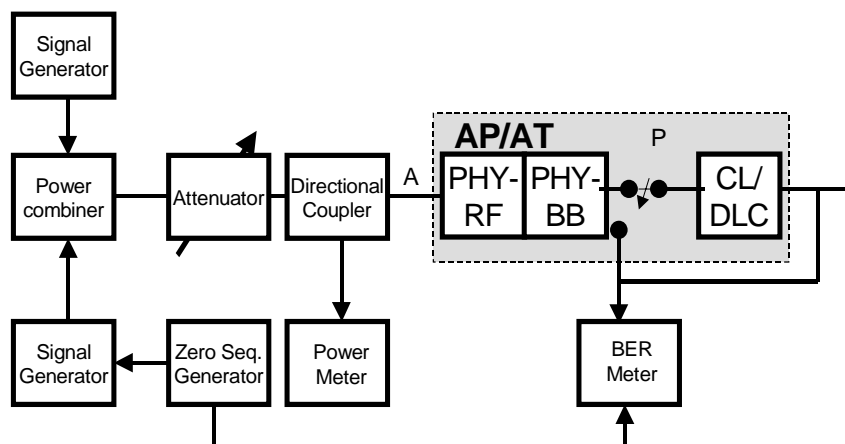 Signal
Generator
AP/AT
P
Power
combiner
Attenuator
Directional
Coupler
A
PHY-
RF
PHY-
BB
CL/
DLC
Signal
Generator
Zero Seq.
Generator
Power
Meter
BER
Meter